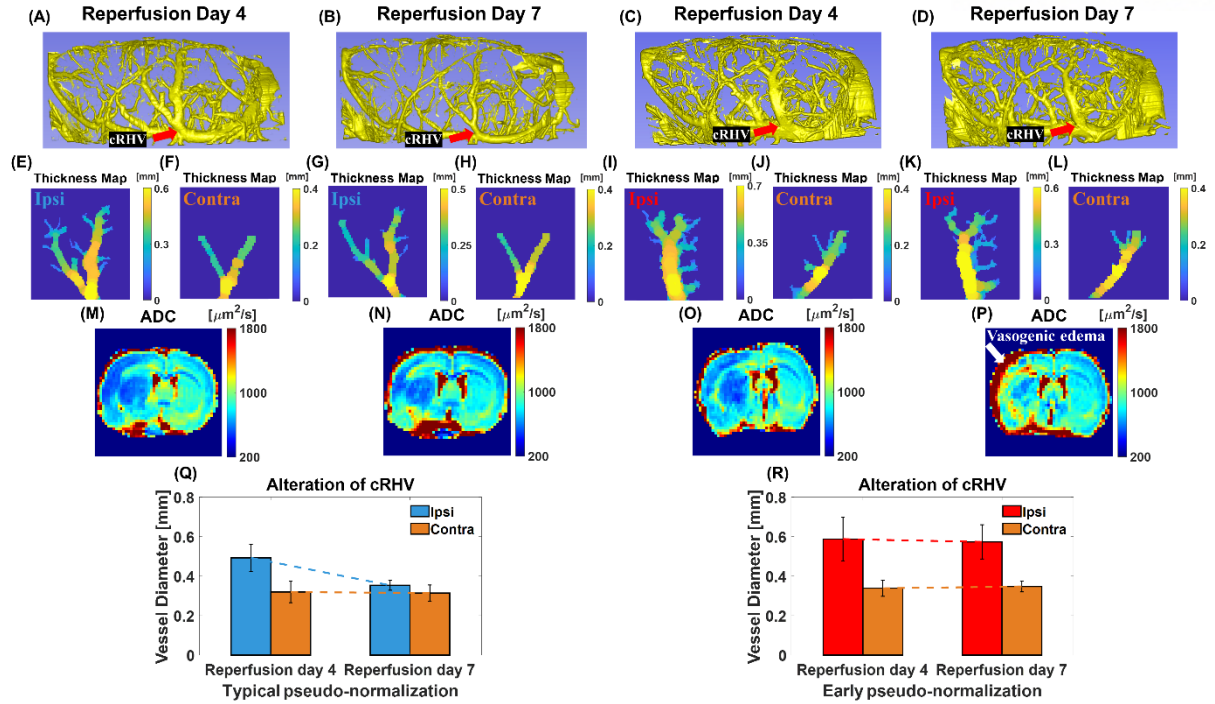 (A) Reperfusion Day 4
(B) Reperfusion Day 7
(C) Reperfusion Day 4
(D) Reperfusion Day 7
cRHV
cRHV
cRHV
cRHV
(E) Thickness Map [mm]
Ipsi
0.6
0.3
0
(F) Thickness Map
Contra
0.4
0.2
0
(G) Thickness Map
Ipsi
0.5
0.25
0
(H) Thickness Map [mm]
Contra
0.4
0.2
0
(I) Thickness Map [mm]
Ipsi
0.7
0.35
0
(J) Thickness Map
Contra
0.4
0.2
0
(K) Thickness Map
Ipsi
0.6
0.3
0
(L) Thickness Map [mm]
Contra
0.4
0.2
0
(M) ADC [μm²/s]
1800
1000
200
(N) ADC [μm²/s]
1800
1000
200
(O) ADC [μm²/s]
1800
1000
200
(P) ADC [μm²/s]
Vasogenic edema
1800
1000
200
(Q)
Alteration of cRHV
Vessel Diameter [mm]
0.8
0.6
0.4
0.2
0
Ipsi
Contra
Reperfusion day 4 Reperfusion day 7
Typical pseudo-normalization
(R)
Alteration of cRHV
Vessel Diameter [mm]
0.8
0.6
0.4
0.2
0
Ipsi
Contra
Reperfusion day 4 Reperfusion day 7
Early pseudo-normalization